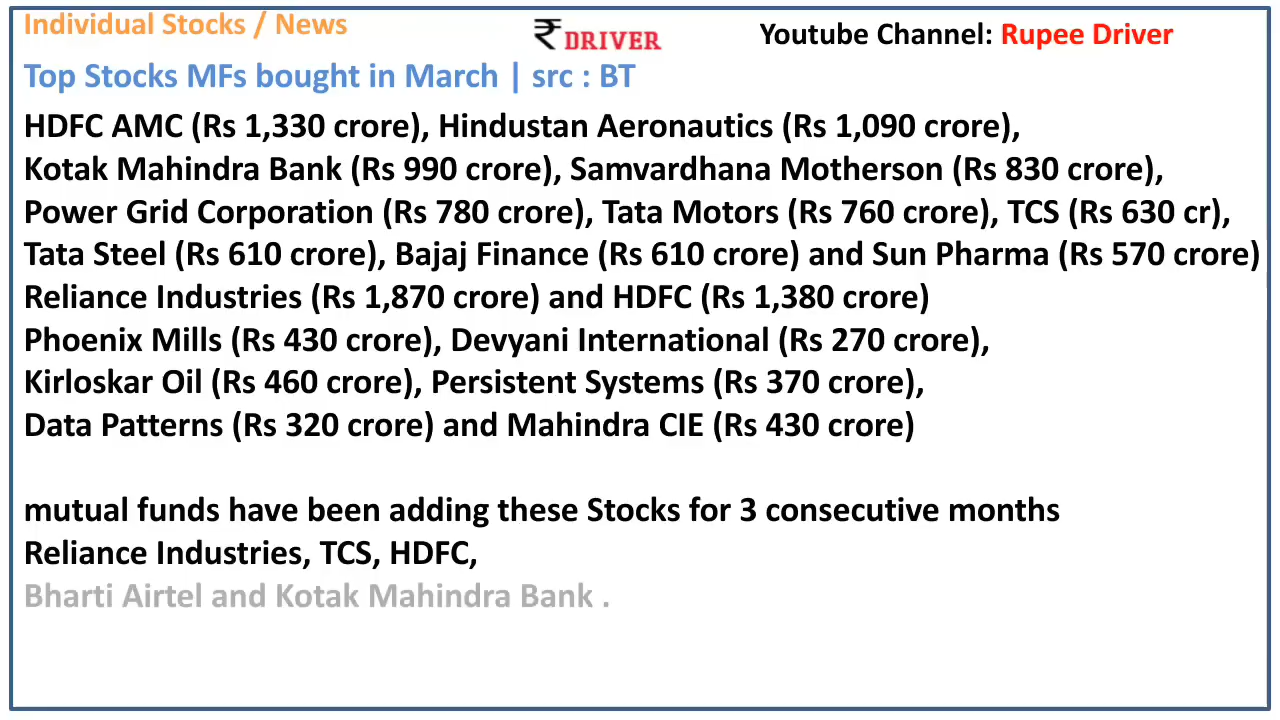 Individual Stocks / News
₹ DRIVER
Youtube Channel: Rupee Driver
Top Stocks MFs bought in March | src : BT
HDFC AMC (Rs 1,330 crore), Hindustan Aeronautics (Rs 1,090 crore),
Kotak Mahindra Bank (Rs 990 crore), Samvardhana Motherson (Rs 830 crore),
Power Grid Corporation (Rs 780 crore), Tata Motors (Rs 760 crore), TCS (Rs 630 cr),
Tata Steel (Rs 610 crore), Bajaj Finance (Rs 610 crore) and Sun Pharma (Rs 570 crore)
Reliance Industries (Rs 1,870 crore) and HDFC (Rs 1,380 crore)
Phoenix Mills (Rs 430 crore), Devyani International (Rs 270 crore),
Kirloskar Oil (Rs 460 crore), Persistent Systems (Rs 370 crore),
Data Patterns (Rs 320 crore) and Mahindra CIE (Rs 430 crore)
mutual funds have been adding these Stocks for 3 consecutive months
Reliance Industries, TCS, HDFC,
Bharti Airtel and Kotak Mahindra Bank .